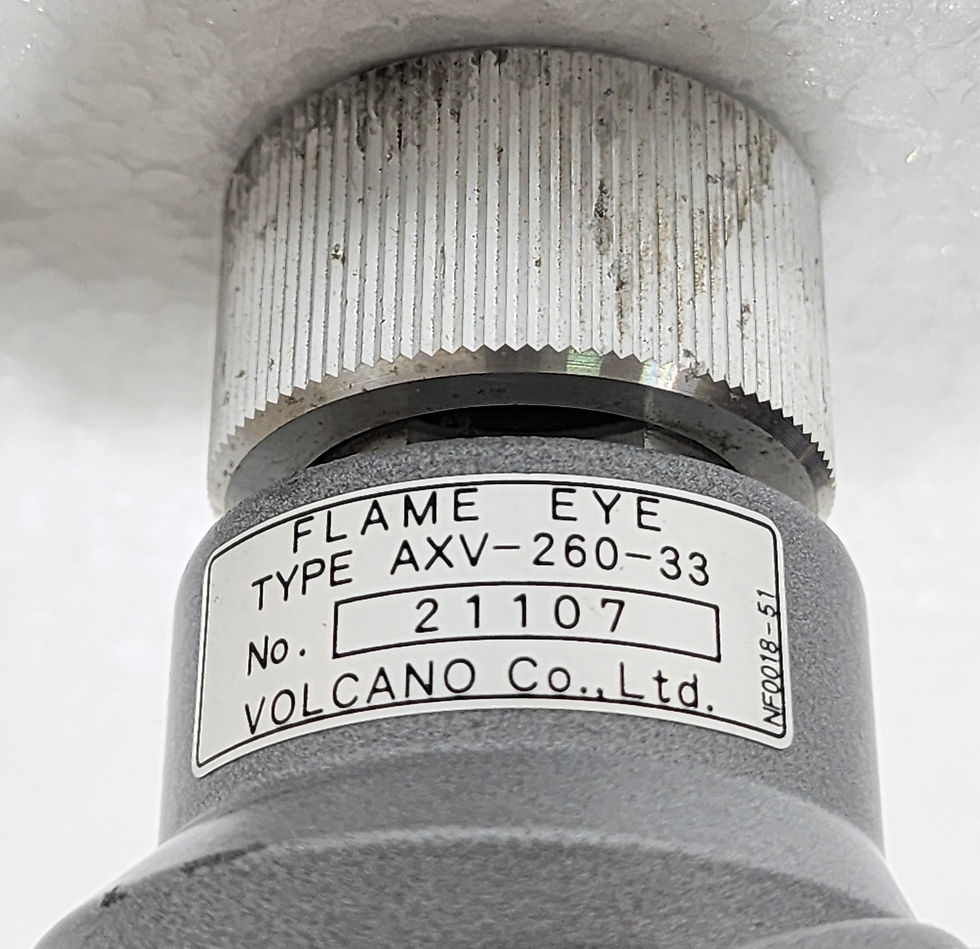 FLAME EYE
TYPE AXV-260-33
No. 21107
VOLCANO Co.,Ltd.
NF0018-51